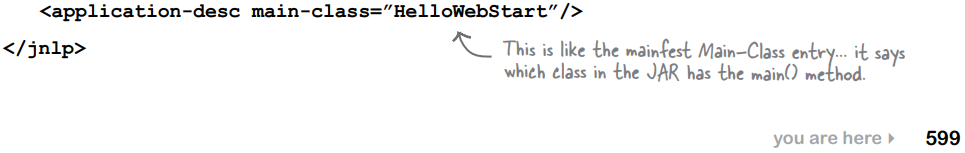 <application-desc main-class=”HelloWebStart”/>
</jnlp>
This is like the mainfest Main-Class entry... it says
which class in the JAR has the main() method.
you are here 599